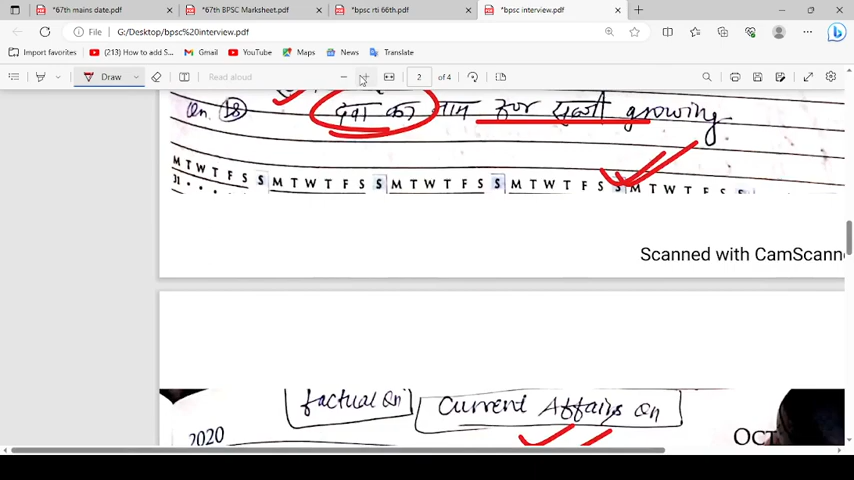 *67th mains date.pdf *67th BPSC Marksheet.pdf *bpsc rti 66th.pdf *bpsc interview.pdf
File G:/Desktop/bpsc%20interview.pdf
Import favorites (213) How to add S... Gmail YouTube Maps News Translate
Draw Read aloud 2 of 4
Qn. 18 for growing
M T W T F S S M T W T F S S M T W T F S S M T W T F S S M T W T F S S
31
Scanned with CamScann
factual Qn Current Affairs Qn
2020 OCT